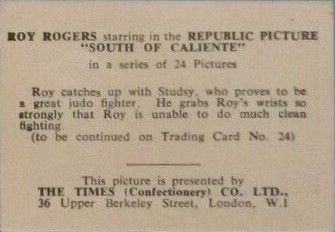 ROY ROGERS starring in the REPUBLIC PICTURE
"SOUTH OF CALIENTE"
in a series of 24 Pictures
Roy catches up with Studsy, who proves to be
a great judo fighter. He grabs Roy's wrists so
strongly that Roy is unable to do much clean
fighting.
(to be continued on Trading Card No. 24)
This picture is presented by
THE TIMES (Confectionery) CO. LTD.,
36 Upper Berkeley Street, London, W.1